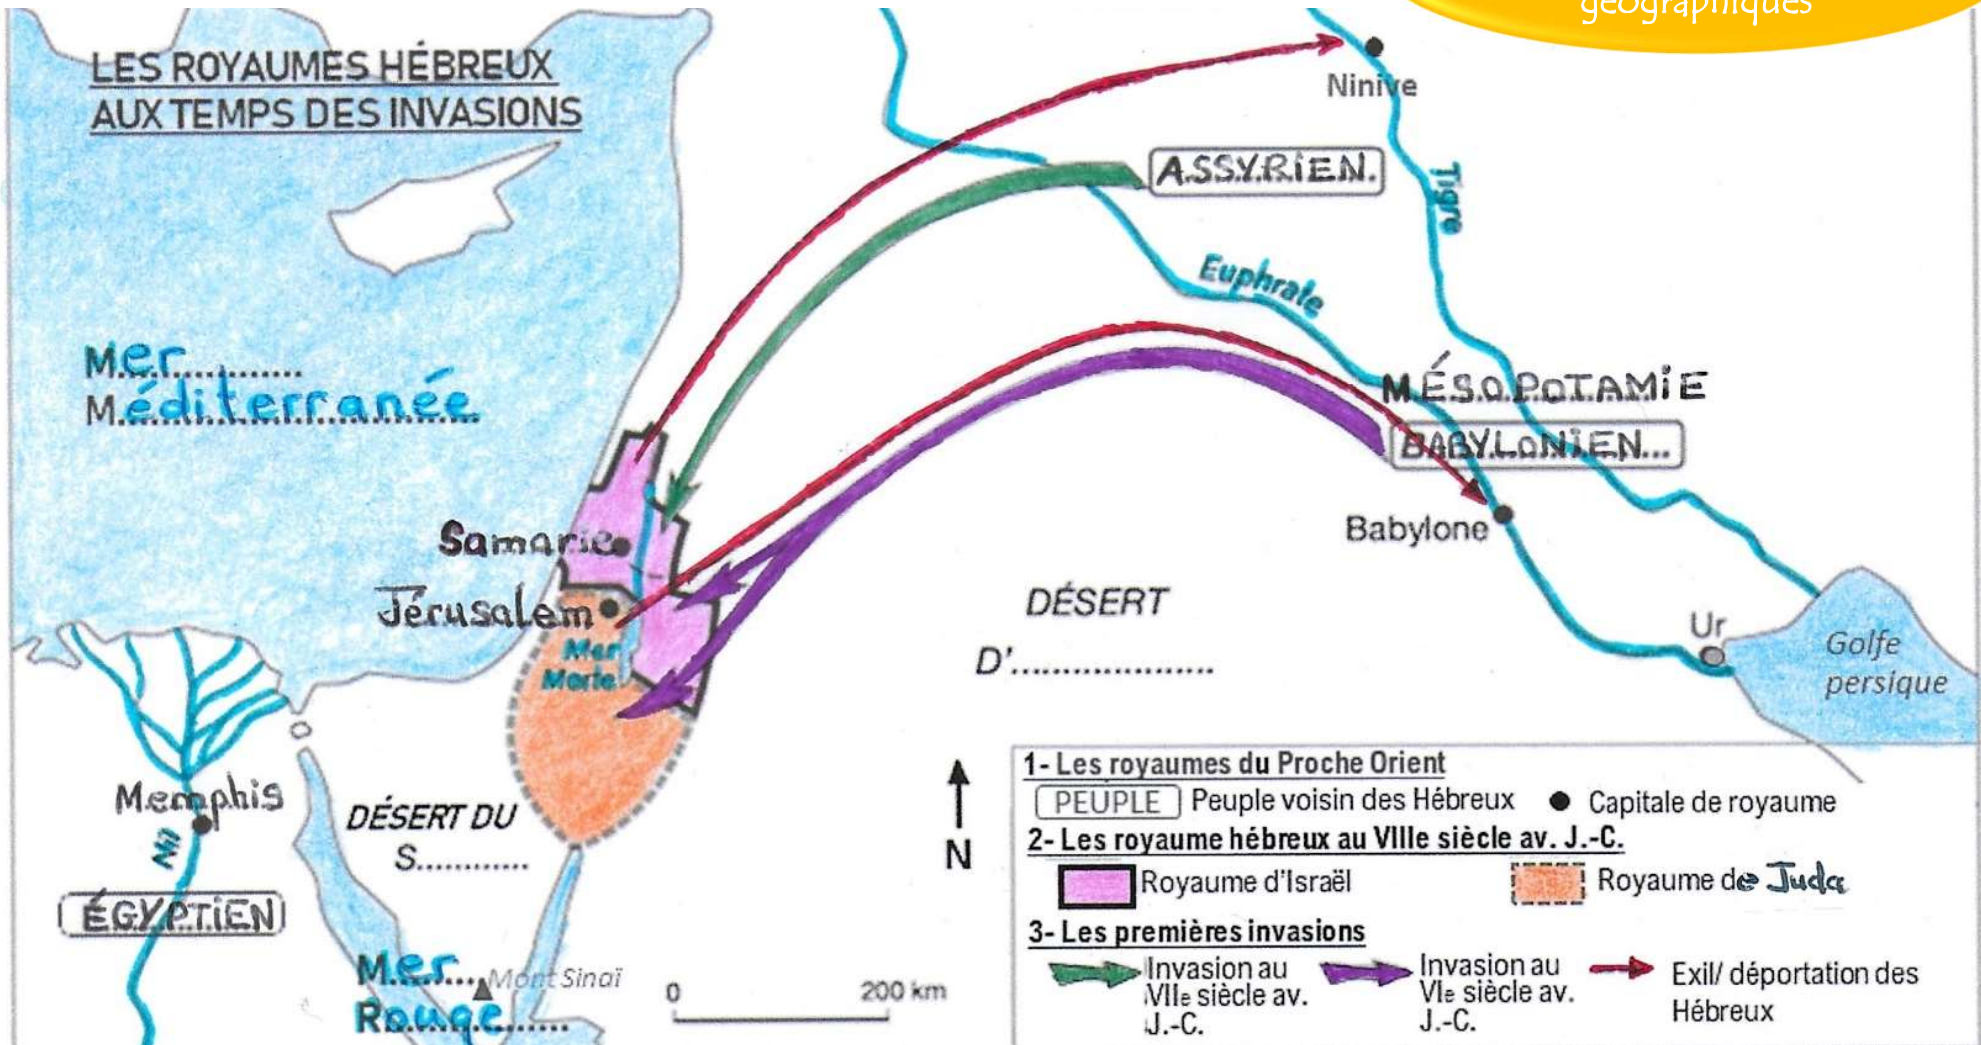 géographiques
LES ROYAUMES HÉBREUX
AUX TEMPS DES INVASIONS
Ninive
ASSYRIEN.
Tigre
Euphrate
Mer............
Méditerranée
MÉSOPOTAMIE
BABYLONIEN...
Babylone
Samarie
Jérusalem
Mer
Morte
DÉSERT
D'....................
Ur
Golfe
persique
Memphis
Nil
DÉSERT DU
S............
ÉGYPTIEN
Mer...
Mont Sinaï
Rouge......
0 200 km
N
1- Les royaumes du Proche Orient
PEUPLE Peuple voisin des Hébreux Capitale de royaume
2- Les royaume hébreux au VIIIe siècle av. J.-C.
Royaume d'Israël Royaume de Juda
3- Les premières invasions
Invasion au
VIIe siècle av.
J.-C.
Invasion au
VIe siècle av.
J.-C.
Exil/ déportation des
Hébreux